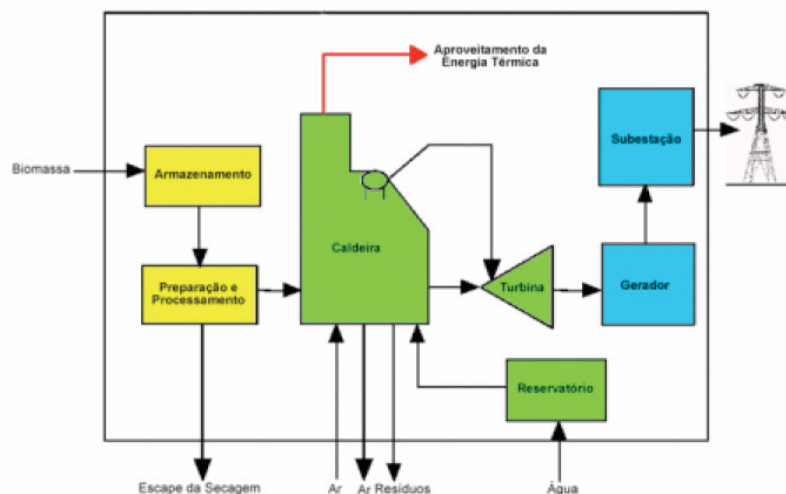 Aproveitamento da
Energia Térmica
Biomassa
Armazenamento
Subestação
Preparação e
Processamento
Caldeira
Turbina
Gerador
Reservatório
Escape da Secagem
Ar
Ar
Resíduos
Água